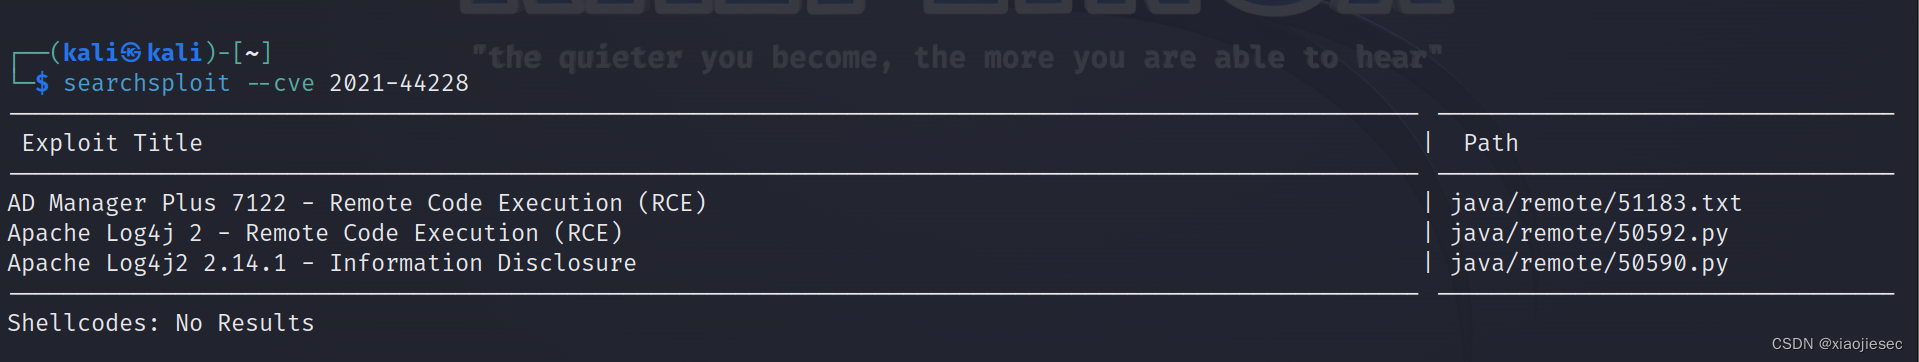 "the quieter you become, the more you are able to hear"
┌──(kali㉿kali)-[~]
└─$ searchsploit --cve 2021-44228
Exploit Title | Path
AD Manager Plus 7122 - Remote Code Execution (RCE) | java/remote/51183.txt
Apache Log4j 2 - Remote Code Execution (RCE) | java/remote/50592.py
Apache Log4j2 2.14.1 - Information Disclosure | java/remote/50590.py
Shellcodes: No Results
CSDN @xiaojiesec